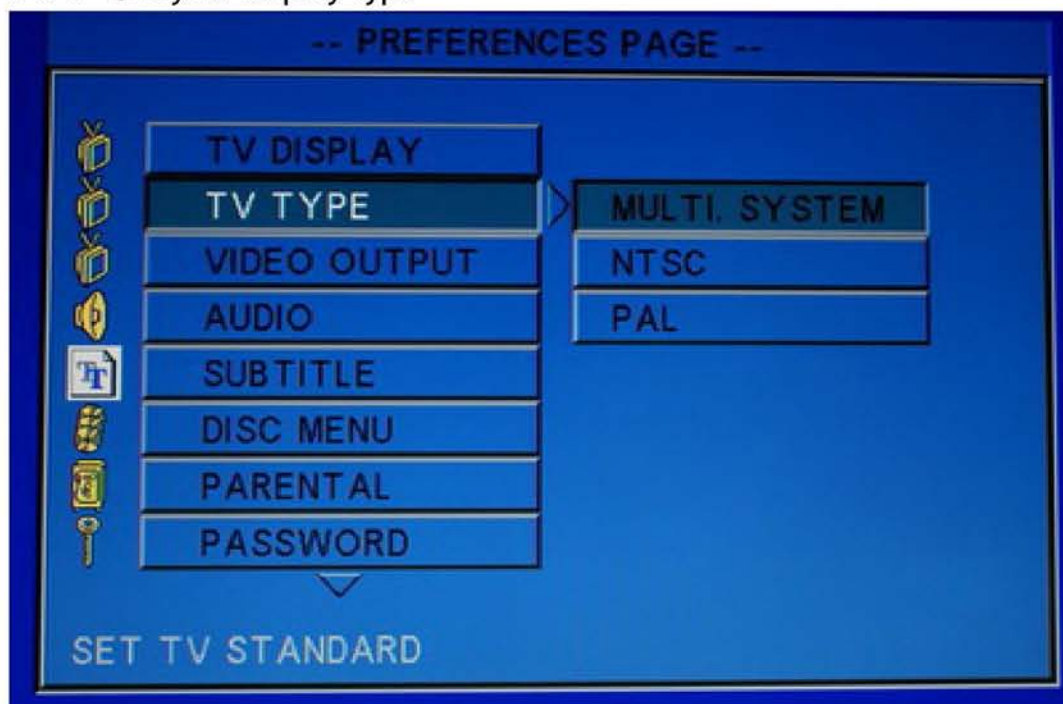 -- PREFERENCES PAGE --
TV DISPLAY
TV TYPE
MULTI. SYSTEM
VIDEO OUTPUT
NTSC
AUDIO
PAL
SUBTITLE
DISC MENU
PARENTAL
PASSWORD
SET TV STANDARD